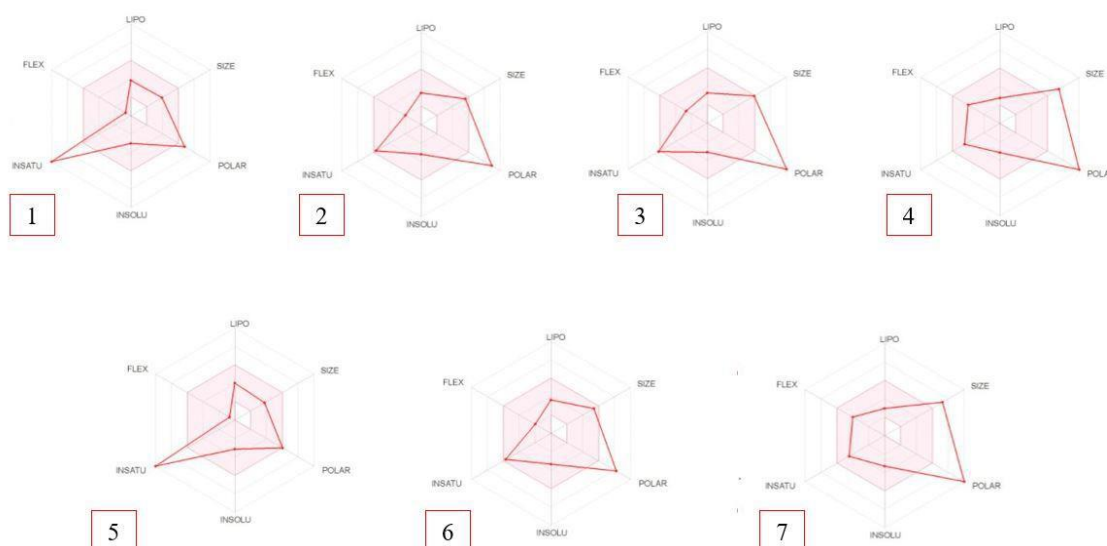 LIPO
SIZE
POLAR
INSOLU
INSATU
FLEX
1
LIPO
SIZE
POLAR
INSOLU
INSATU
FLEX
2
LIPO
SIZE
POLAR
INSOLU
INSATU
FLEX
3
LIPO
SIZE
POLA
INSOLU
INSATU
FLEX
4
LIPO
SIZE
POLAR
INSOLU
INSATU
FLEX
5
LIPO
SIZE
POLAR
INSOLU
INSATU
FLEX
6
LIPO
SIZE
POLAR
INSOLU
INSATU
FLEX
7